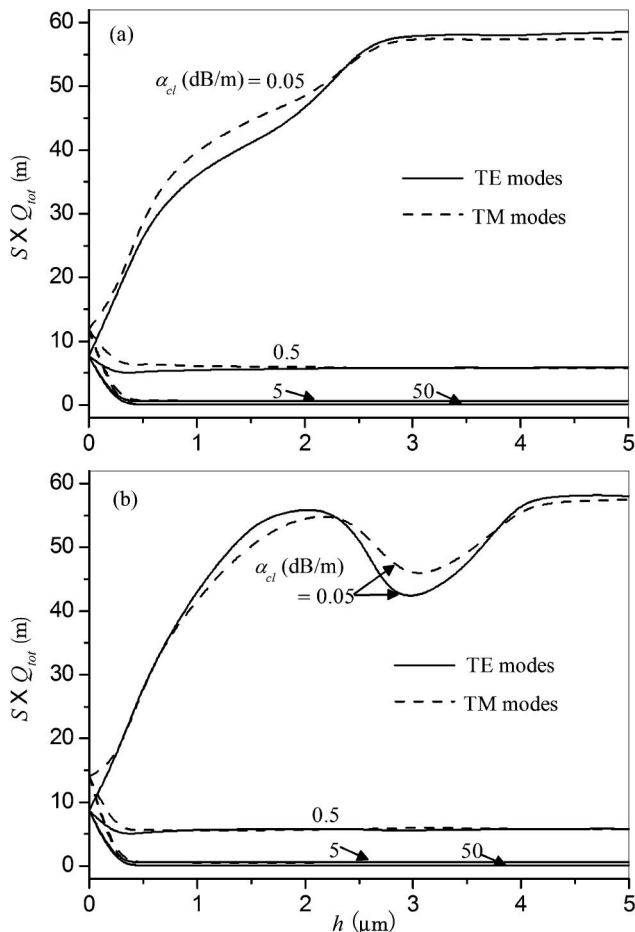 (a)
60
50
40
30
20
10
0
S X Q_tot (m)
α_cl (dB/m) = 0.05
TE modes
TM modes
0.5
5
50
0 1 2 3 4 5
(b)
60
50
40
30
20
10
0
S X Q_tot (m)
α_cl (dB/m)
= 0.05
TE modes
TM modes
0.5
5
50
0 1 2 3 4 5
h (μm)